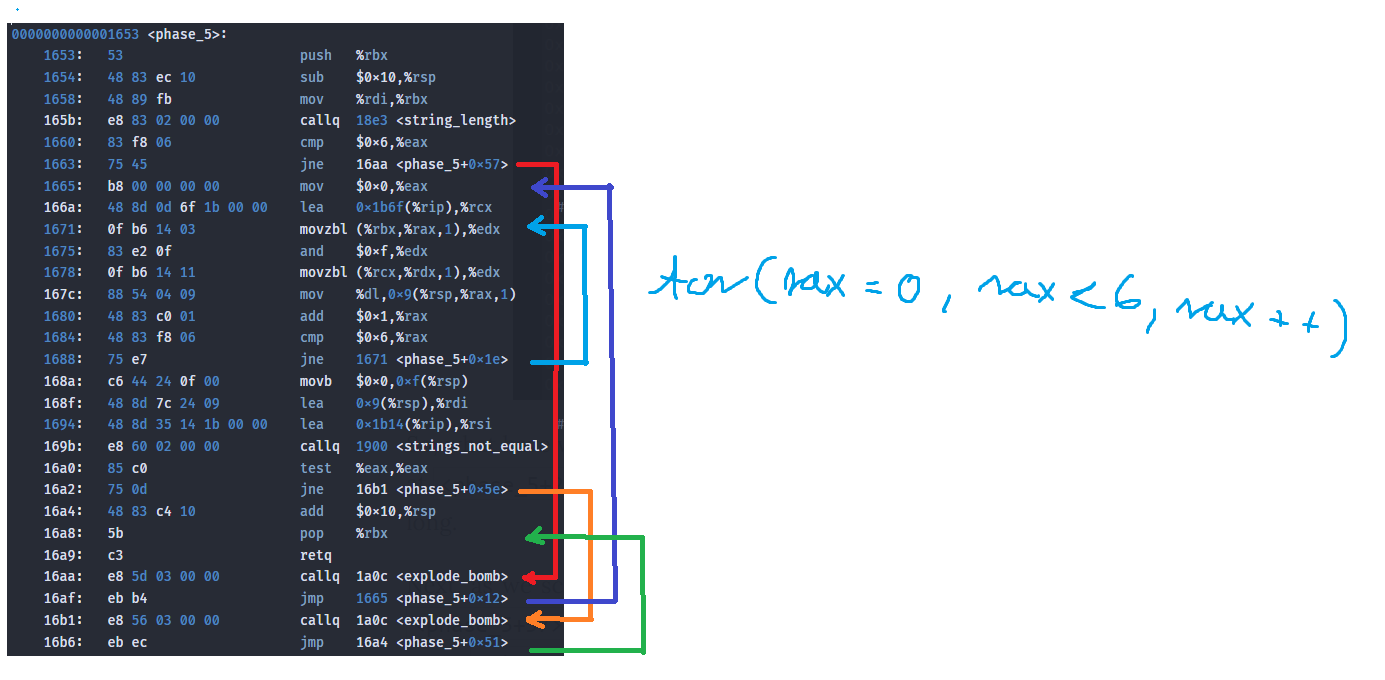 0000000000001653 <phase_5>:
1653: 53 push %rbx
1654: 48 83 ec 10 sub $0×10,%rsp
1658: 48 89 fb mov %rdi,%rbx
165b: e8 83 02 00 00 callq 18e3 <string_length>
1660: 83 f8 06 cmp $0×6,%eax
1663: 75 45 jne 16aa <phase_5+0×57>
1665: b8 00 00 00 00 mov $0×0,%eax
166a: 48 8d 0d 6f 1b 00 00 lea 0×1b6f(%rip),%rcx #
1671: 0f b6 14 03 movzbl (%rbx,%rax,1),%edx
1675: 83 e2 0f and $0×f,%edx
1678: 0f b6 14 11 movzbl (%rcx,%rdx,1),%edx
167c: 88 54 04 09 mov %dl,0×9(%rsp,%rax,1)
1680: 48 83 c0 01 add $0×1,%rax
1684: 48 83 f8 06 cmp $0×6,%rax
1688: 75 e7 jne 1671 <phase_5+0×1e>
168a: c6 44 24 0f 00 movb $0×0,0×f(%rsp)
168f: 48 8d 7c 24 09 lea 0×9(%rsp),%rdi
1694: 48 8d 35 14 1b 00 00 lea 0×1b14(%rip),%rsi #
169b: e8 60 02 00 00 callq 1900 <strings_not_equal>
16a0: 85 c0 test %eax,%eax
16a2: 75 0d jne 16b1 <phase_5+0×5e>
16a4: 48 83 c4 10 add $0×10,%rsp
16a8: 5b pop %rbx
16a9: c3 retq
16aa: e8 5d 03 00 00 callq 1a0c <explode_bomb>
16af: eb b4 jmp 1665 <phase_5+0×12>
16b1: e8 56 03 00 00 callq 1a0c <explode_bomb>
16b6: eb ec jmp 16a4 <phase_5+0×51>
for(rax = 0, rax < 6, rax ++)